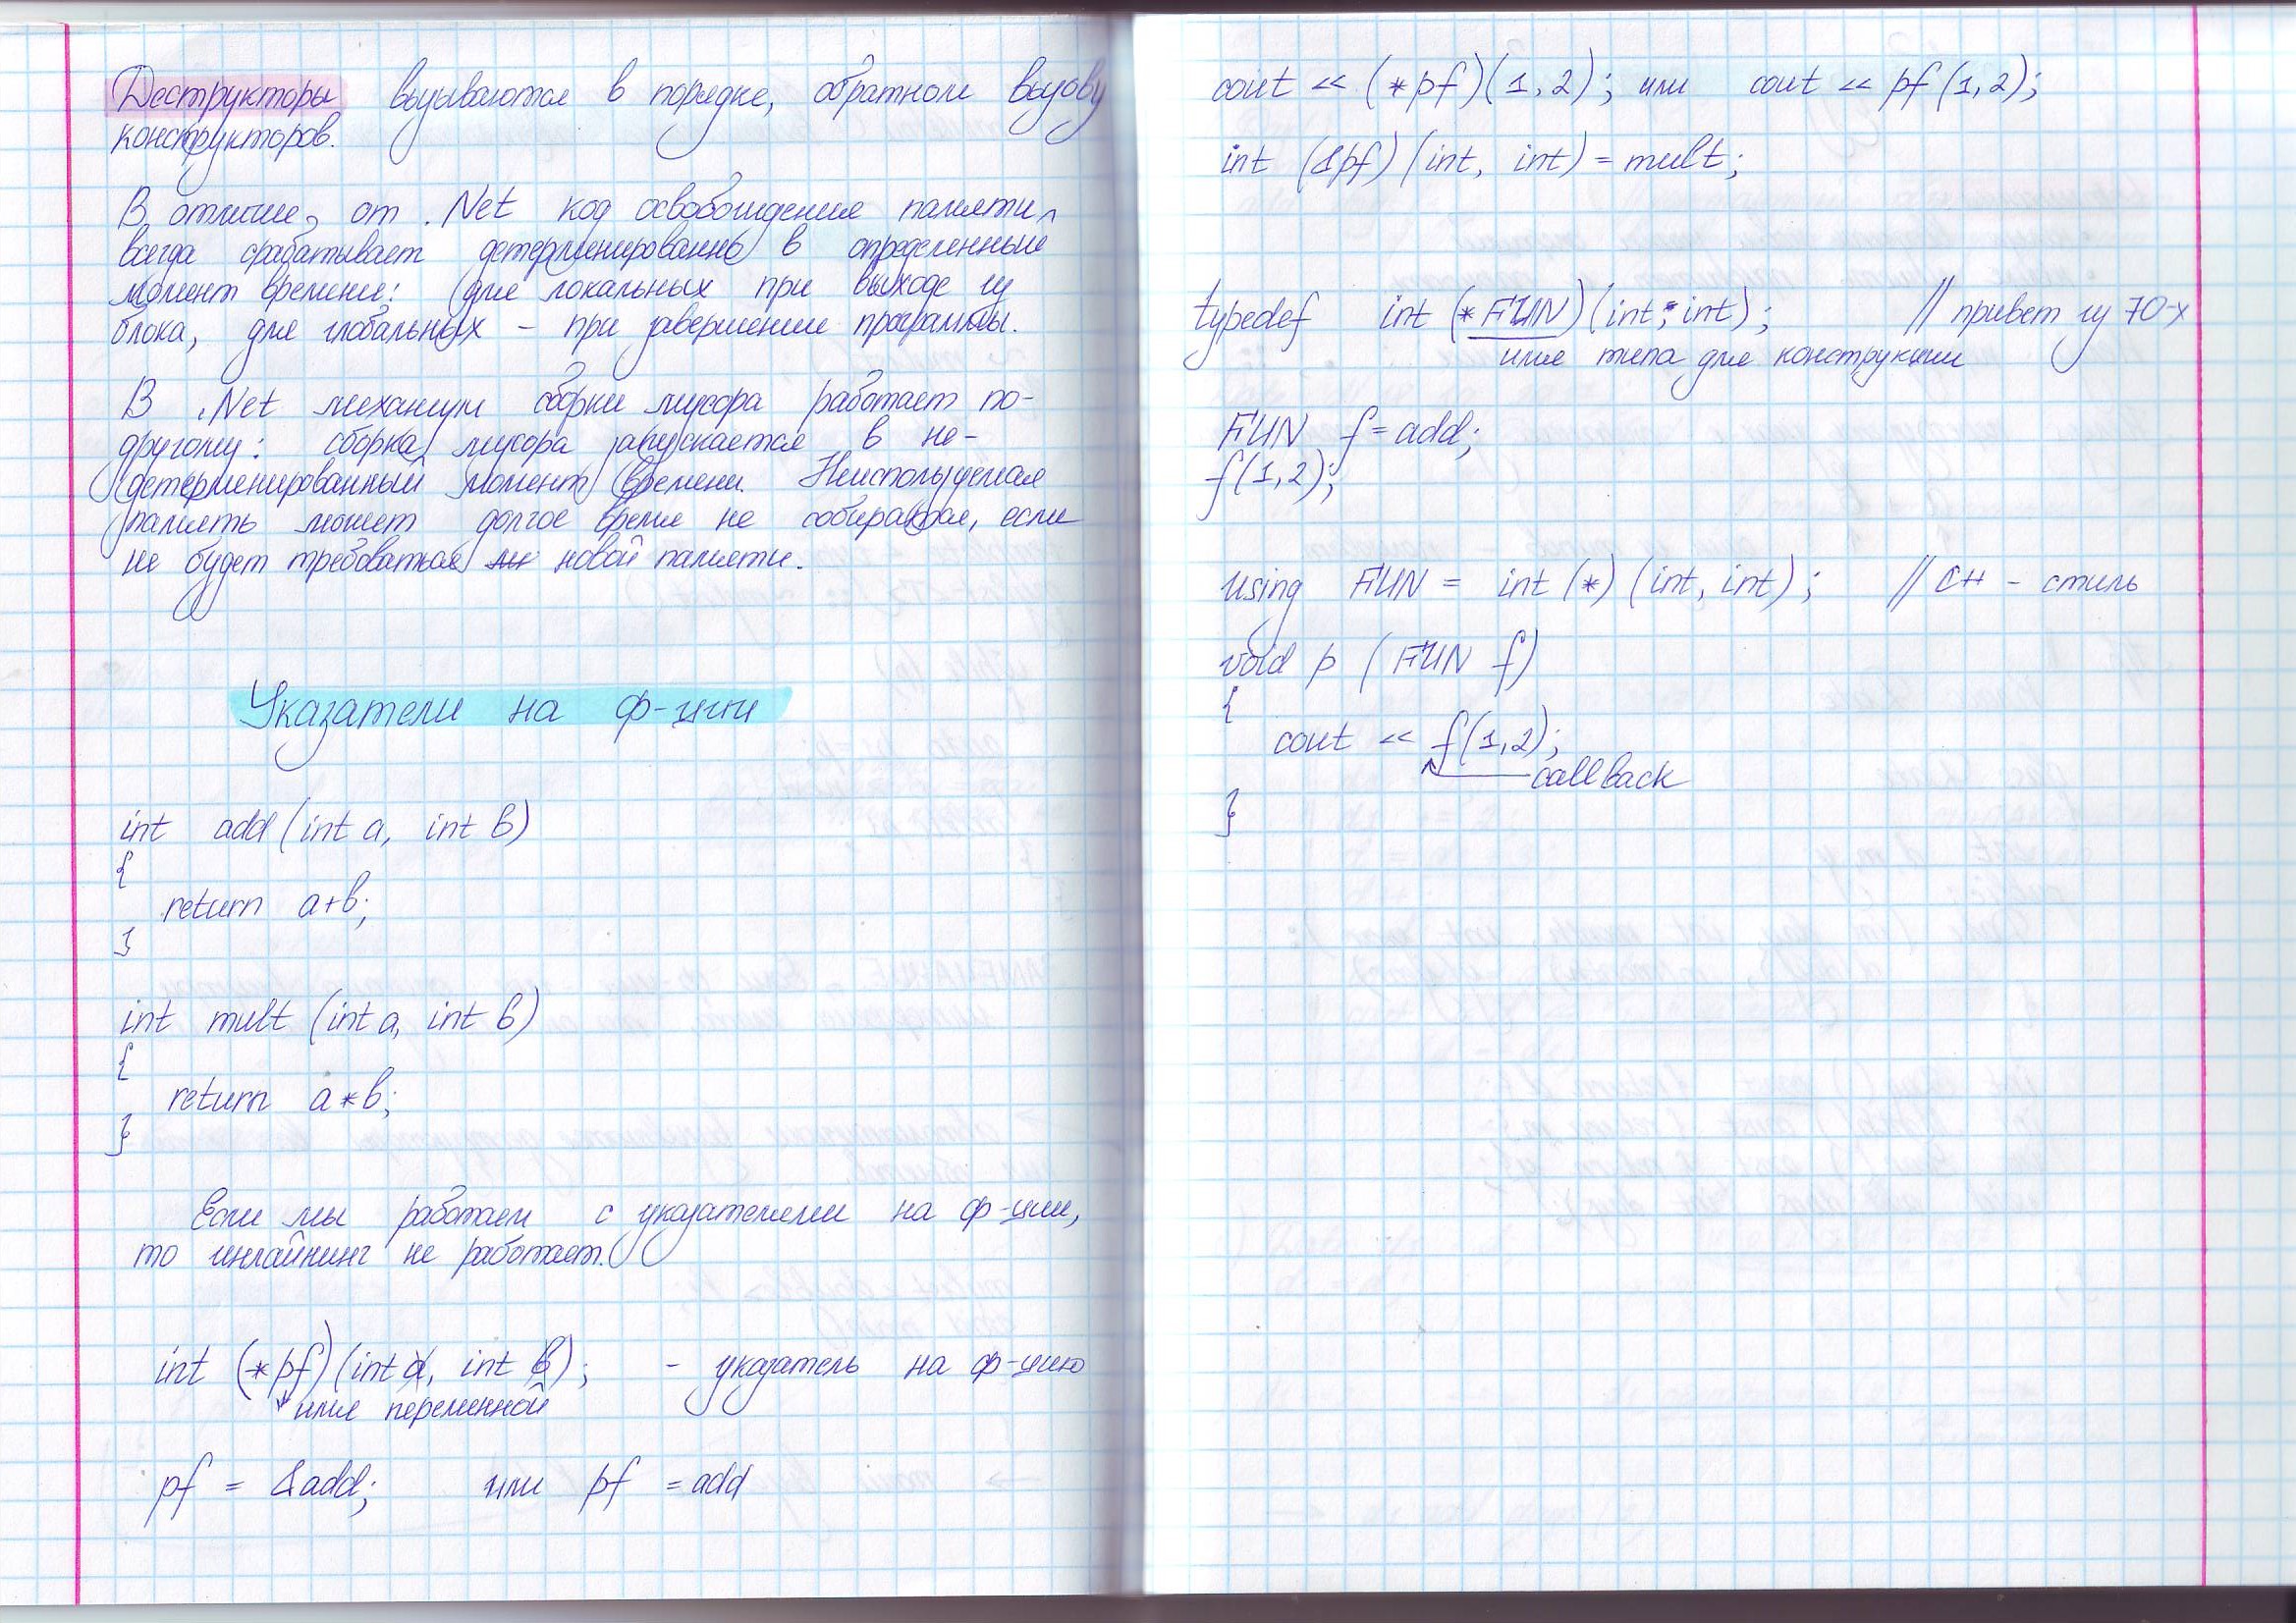 Деструкторы вызываются в порядке, обратном вызову
конструкторов.
В отличие от .Net код освобождения памяти
всегда срабатывает детерминированно в определенный
момент времени: для локальных при выходе из
блока, для глобальных – при завершении программы.
В .Net механизм сборки мусора работает по-
другому: сборка мусора запускается в не-
детерминированный момент времени. Неиспользуемая
память может долгое время не собираться, если
не будет требоваться новой памяти.
Указатели на ф-ции
int add (int a, int b)
{
return a+b;
}
int mult (int a, int b)
{
return a*b;
}
Если мы работаем с указателями на ф-ции,
то инлайнинг не работает.
int (*pf)(int a, int b); - указатель на ф-цию
имя переменной
pf = &add; или pf = add
cout << (*pf)(1,2); или cout << pf(1,2);
int (1pf)(int, int) = mult;
typedef int (*FUN)(int, int); // привет из 70-х
имя типа для конструкции
FUN f = add;
f(1,2);
using FUN = int (*)(int, int); // C++ - стиль
void p (FUN f)
{
cout << f(1,2);
callback
}